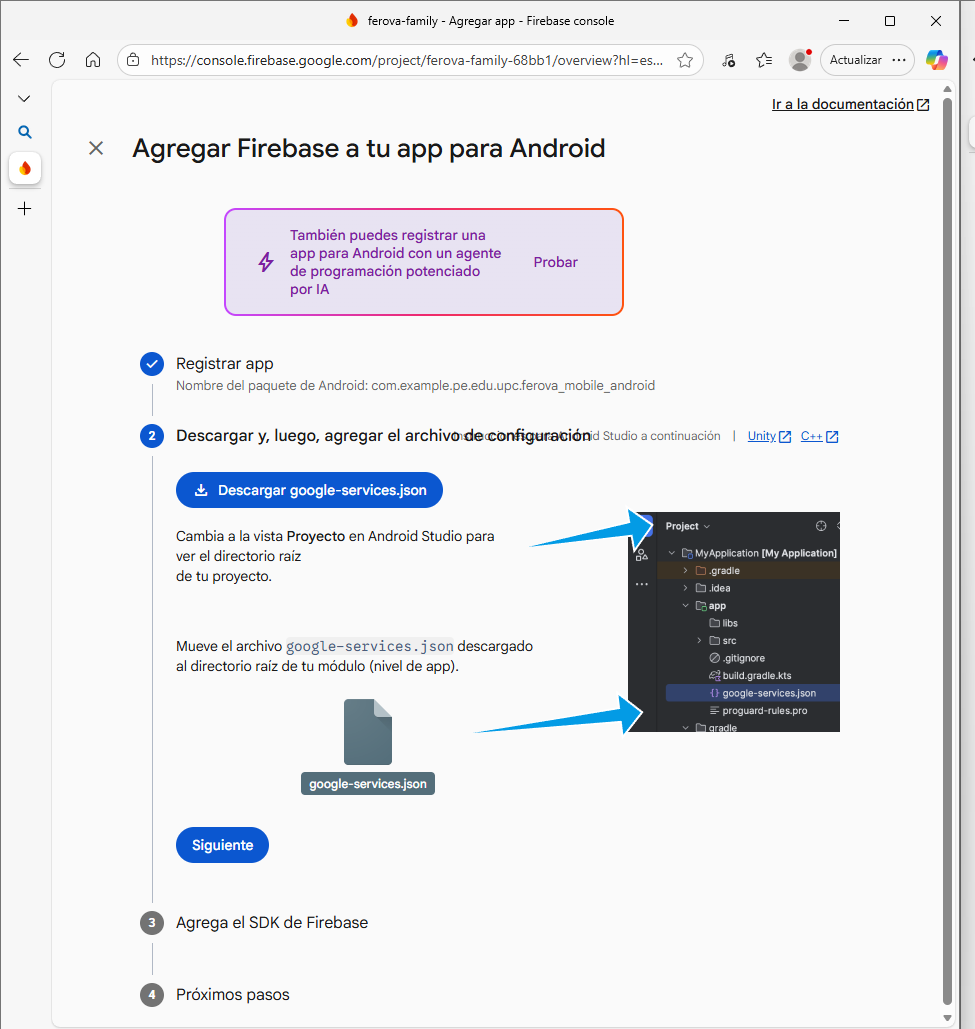 ferova-family - Agregar app - Firebase console
https://console.firebase.google.com/project/ferova-family-68bb1/overview?hl=es...
Actualizar
Ir a la documentación
Agregar Firebase a tu app para Android
También puedes registrar una
app para Android con un agente
de programación potenciado
por IA
Probar
Registrar app
Nombre del paquete de Android: com.example.pe.edu.upc.ferova_mobile_android
2 Descargar y, luego, agregar el archivo de configuración
Instrucciones para Android Studio a continuación | Unity C++
Descargar google-services.json
Cambia a la vista Proyecto en Android Studio para
ver el directorio raíz
de tu proyecto.
Project
MyApplication [My Application]
.gradle
.idea
app
libs
src
.gitignore
build.gradle.kts
{} google-services.json
proguard-rules.pro
gradle
Mueve el archivo google-services.json descargado
al directorio raíz de tu módulo (nivel de app).
google-services.json
Siguiente
3 Agrega el SDK de Firebase
4 Próximos pasos